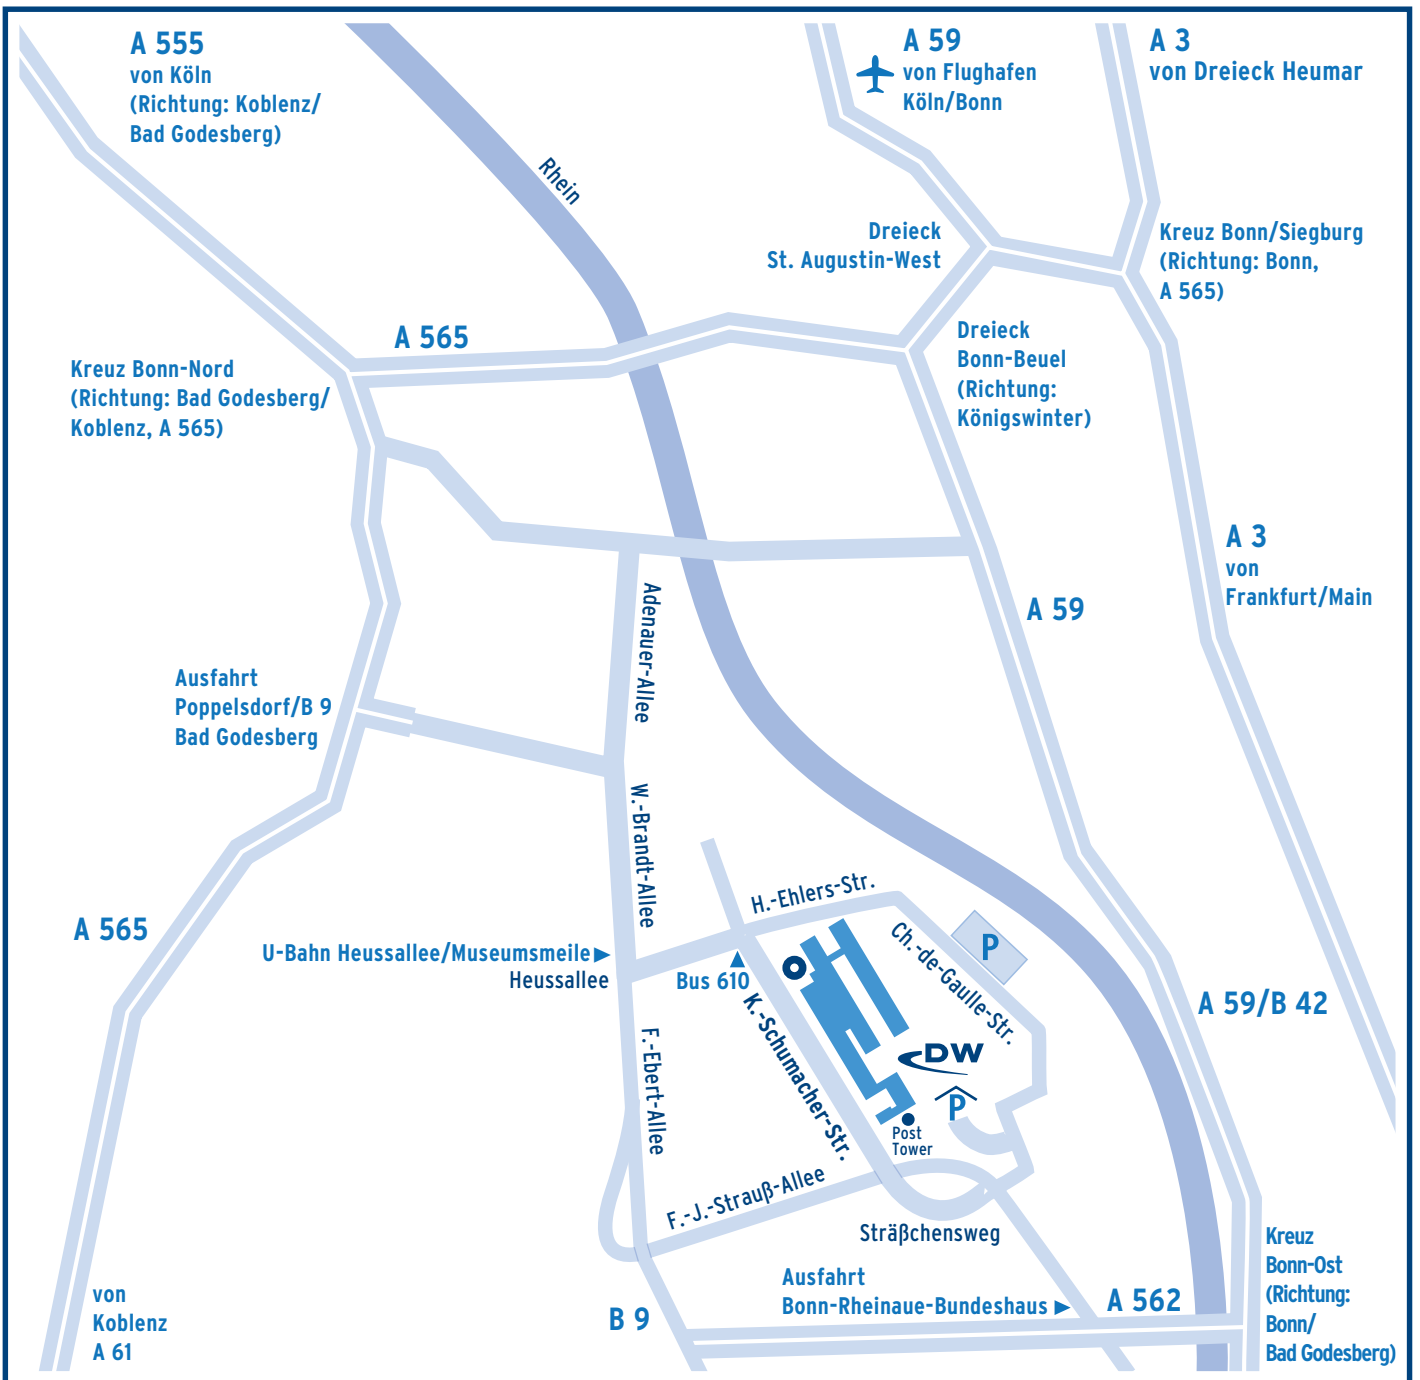 A 555
von Köln
(Richtung: Koblenz/
Bad Godesberg)
Rhein
A 59
von Flughafen
Köln/Bonn
A 3
von Dreieck Heumar
Dreieck
St. Augustin-West
Kreuz Bonn/Siegburg
(Richtung: Bonn,
A 565)
A 565
Kreuz Bonn-Nord
(Richtung: Bad Godesberg/
Koblenz, A 565)
Dreieck
Bonn-Beuel
(Richtung:
Königswinter)
A 3
von
Frankfurt/Main
A 59
Adenauer-Allee
Ausfahrt
Poppelsdorf/B 9
Bad Godesberg
W.-Brandt-Allee
H.-Ehlers-Str.
Ch.-de-Gaulle-Str.
P
A 565
U-Bahn Heussallee/Museumsmeile
Heussallee
Bus 610
K.-Schumacher-Str.
A 59/B 42
F.-Ebert-Allee
DW
P
Post
Tower
F.-J.-Strauß-Allee
Sträßchensweg
Ausfahrt
Bonn-Rheinaue-Bundeshaus
A 562
B 9
Kreuz
Bonn-Ost
(Richtung:
Bonn/
Bad Godesberg)
von
Koblenz
A 61